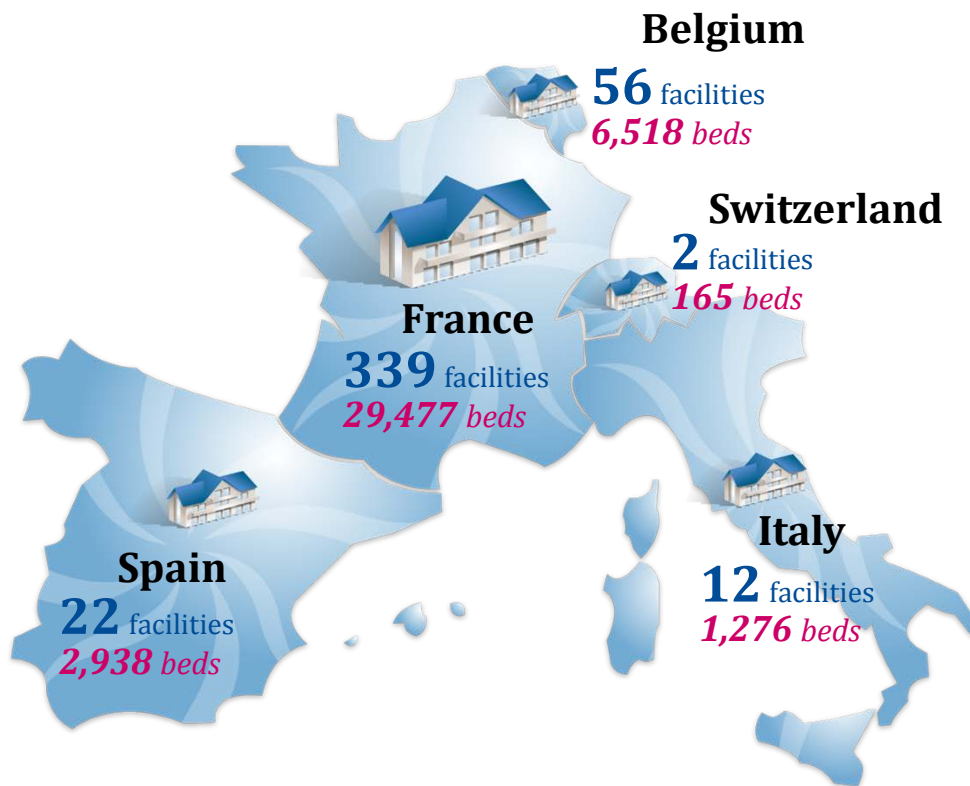 Belgium
56 facilities
6,518 beds
Switzerland
2 facilities
165 beds
France
339 facilities
29,477 beds
Italy
12 facilities
1,276 beds
Spain
22 facilities
2,938 beds